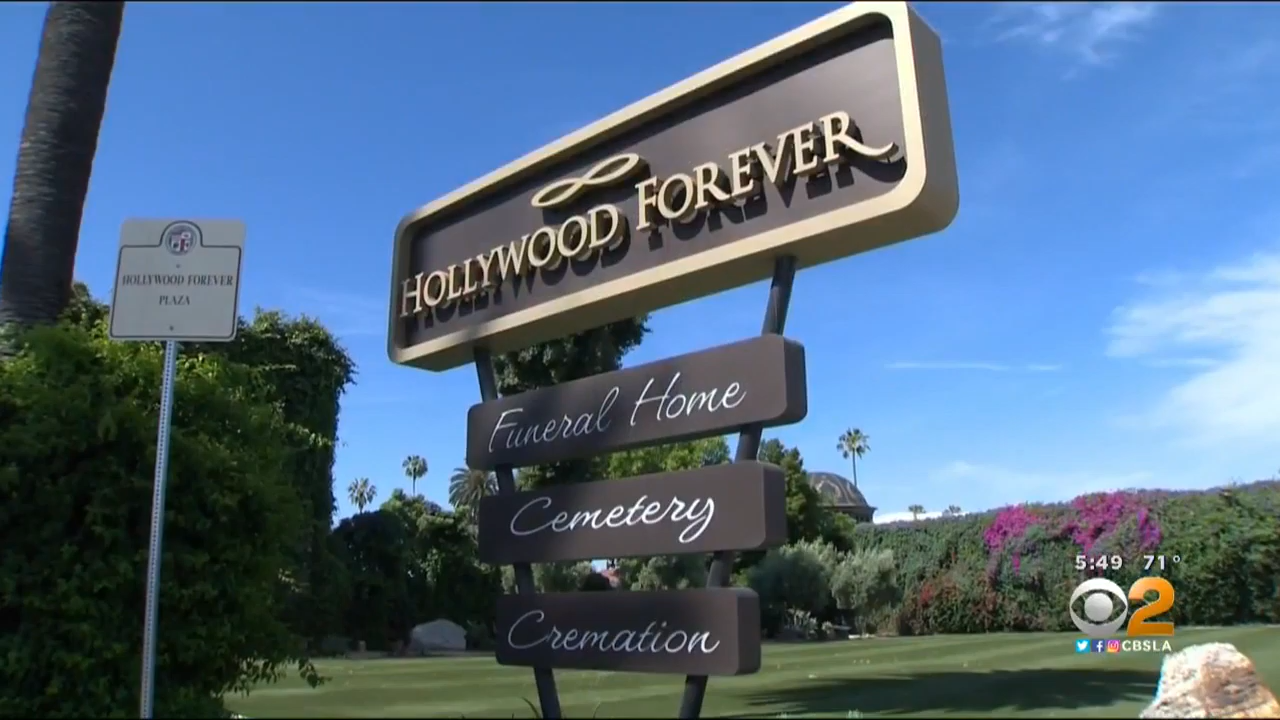 HOLLYWOOD FOREVER
PLAZA
HOLLYWOOD FOREVER
Funeral Home
Cemetery
Cremation
5:49 71°
2
CBSLA